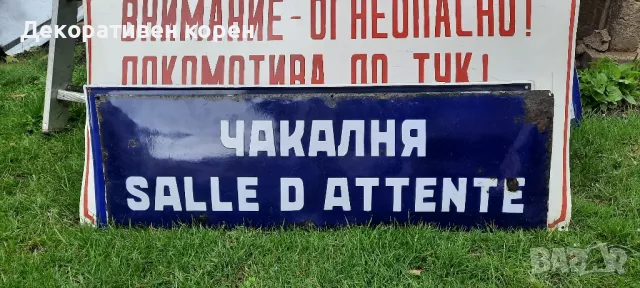 Декоративен корен
ВНИМАНИЕ-ОГНЕОПАСНО!
ЛОКОМОТИВА ДО ТУК!
ЧАКАЛНЯ
SALLE D ATTENTE
BAZAR